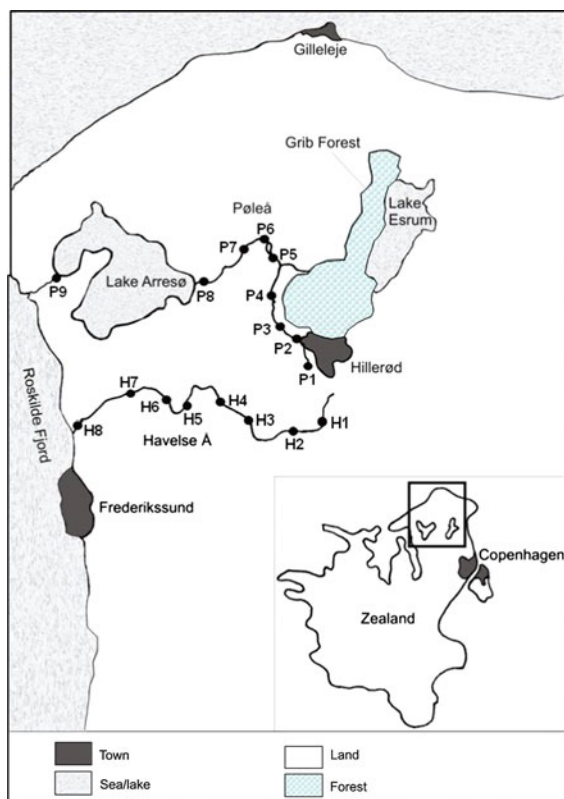 Gilleleje
Grib Forest
Lake
Esrum
Pøleå
P6
P7
P5
Lake Arresø
P9
P8
P4
P3
P2
Hillerød
P1
Roskilde Fjord
H7
H6
H5
H4
H3
H2
H1
H8
Havelse Å
Frederikssund
Copenhagen
Zealand
Town
Land
Sea/lake
Forest